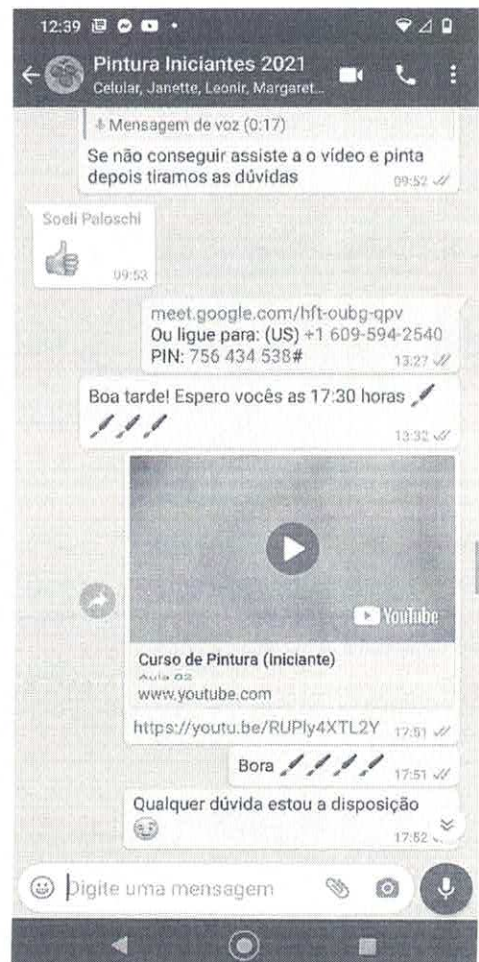 12:39
Pintura Iniciantes 2021
Celular, Janette, Leonir, Margaret...
Mensagem de voz (0:17)
Se não conseguir assiste a o vídeo e pinta
depois tiramos as dúvidas
09:52
Soeli Paloschi
09:53
meet.google.com/hft-oubg-qpv
Ou ligue para: (US) +1 609-594-2540
PIN: 756 434 538#
13:27
Boa tarde! Espero vocês as 17:30 horas
13:32
YouTube
Curso de Pintura (Iniciante)
Aula 02
www.youtube.com
https://youtu.be/RUPly4XTL2Y 17:51
Bora 17:51
Qualquer dúvida estou a disposição
17:52
Digite uma mensagem